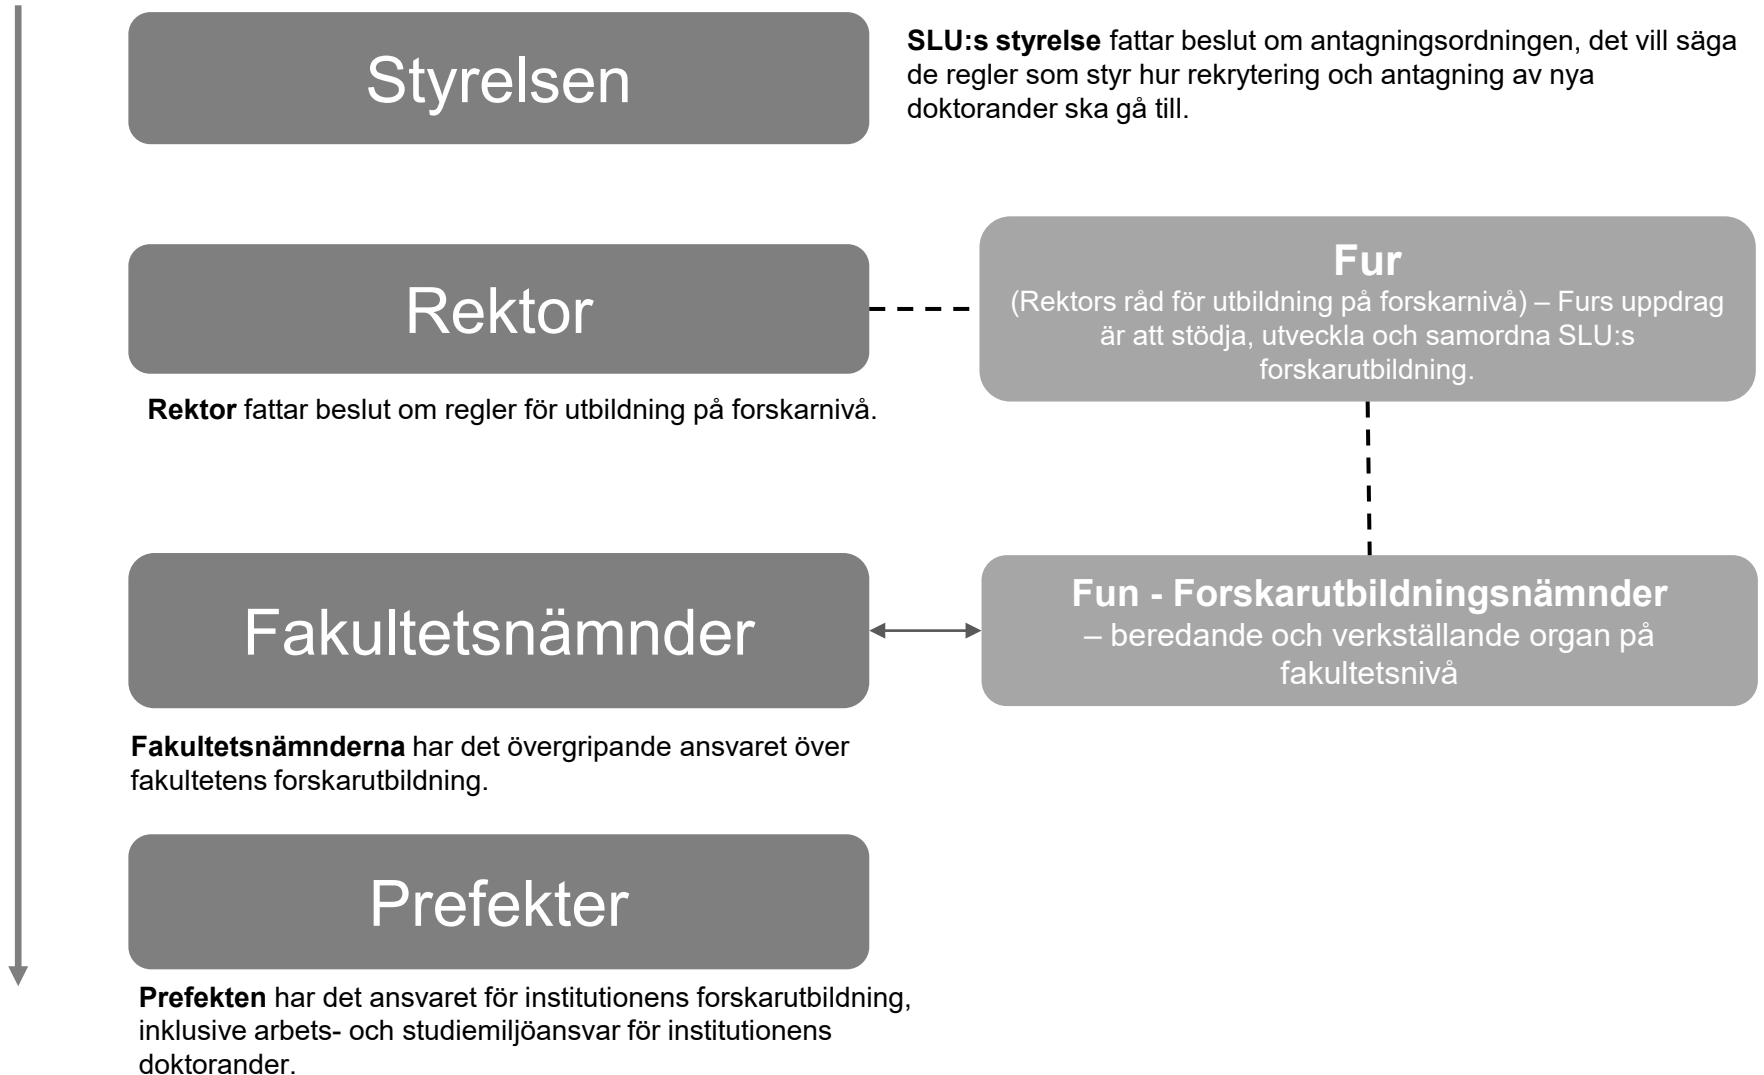 Styrelsen
SLU:s styrelse fattar beslut om antagningsordningen, det vill säga
de regler som styr hur rekrytering och antagning av nya
doktorander ska gå till.
Rektor
Fur
(Rektors råd för utbildning på forskarnivå) – Furs uppdrag
är att stödja, utveckla och samordna SLU:s
forskarutbildning.
Rektor fattar beslut om regler för utbildning på forskarnivå.
Fakultetsnämnder
Fun - Forskarutbildningsnämnder
– beredande och verkställande organ på
fakultetsnivå
Fakultetsnämnderna har det övergripande ansvaret över
fakultetens forskarutbildning.
Prefekter
Prefekten har det ansvaret för institutionens forskarutbildning,
inklusive arbets- och studiemiljöansvar för institutionens
doktorander.